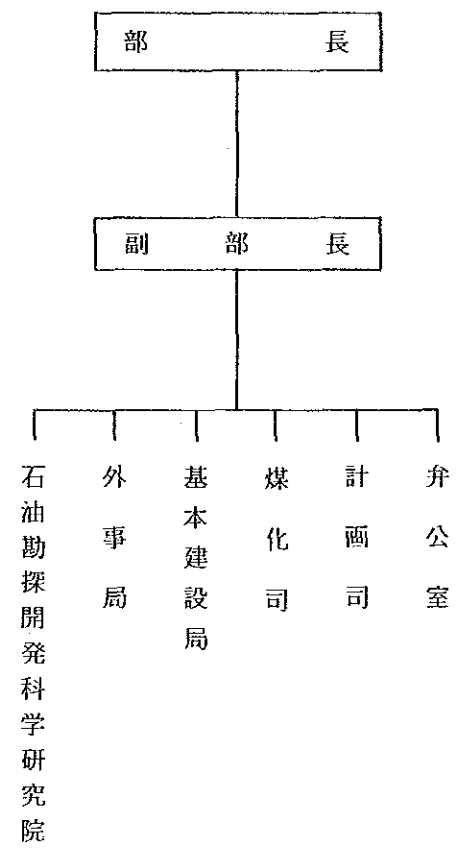 部長
副部長
弁公室
計画司
煤化司
基本建設局
外事局
石油勘探開発科学研究院